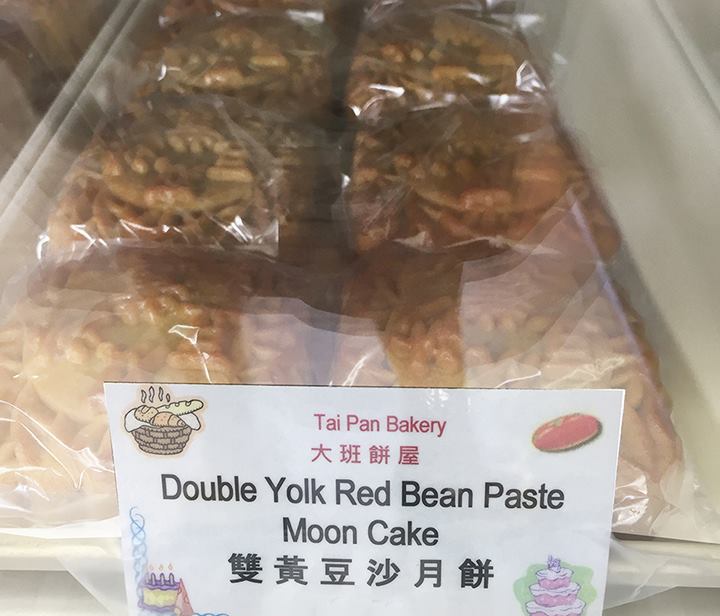 Tai Pan Bakery
大班餅屋
Double Yolk Red Bean Paste
Moon Cake
雙黃豆沙月餅